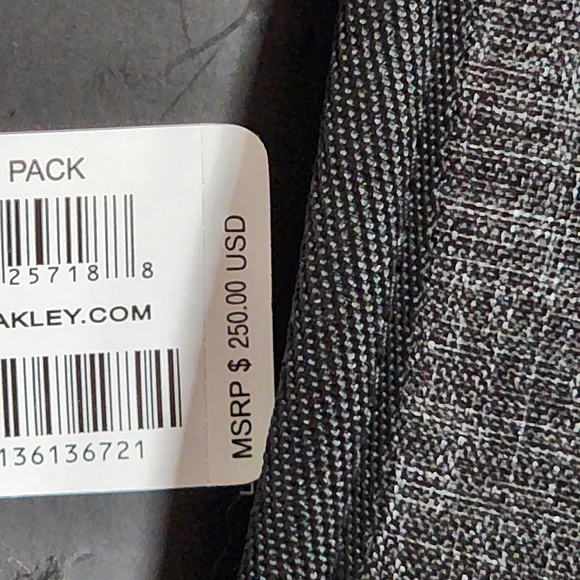 PACK
25718 8
AKLEY.COM
136136721
MSRP $ 250.00 USD